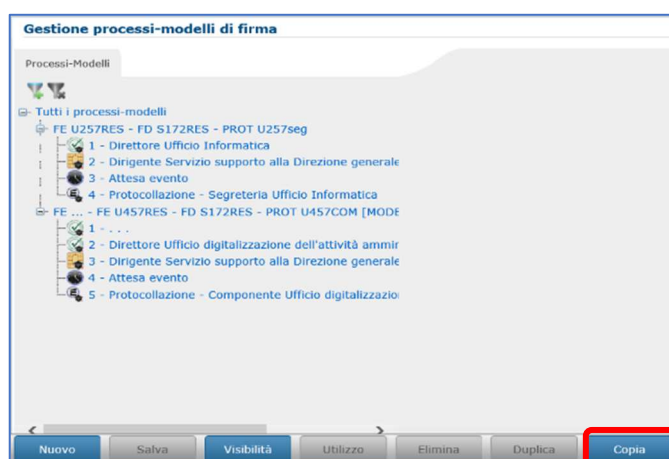 Gestione processi-modelli di firma
Processi-Modelli
Tutti i processi-modelli
FE U257RES - FD S172RES - PROT U257seg
1 - Direttore Ufficio Informatica
2 - Dirigente Servizio supporto alla Direzione generale
3 - Attesa evento
4 - Protocollazione - Segreteria Ufficio Informatica
FE ... - FE U457RES - FD S172RES - PROT U457COM [MODE
1 - . . .
2 - Direttore Ufficio digitalizzazione dell'attività ammir
3 - Dirigente Servizio supporto alla Direzione generale
4 - Attesa evento
5 - Protocollazione - Componente Ufficio digitalizzazio
Nuovo Salva Visibilità Utilizzo Elimina Duplica Copia